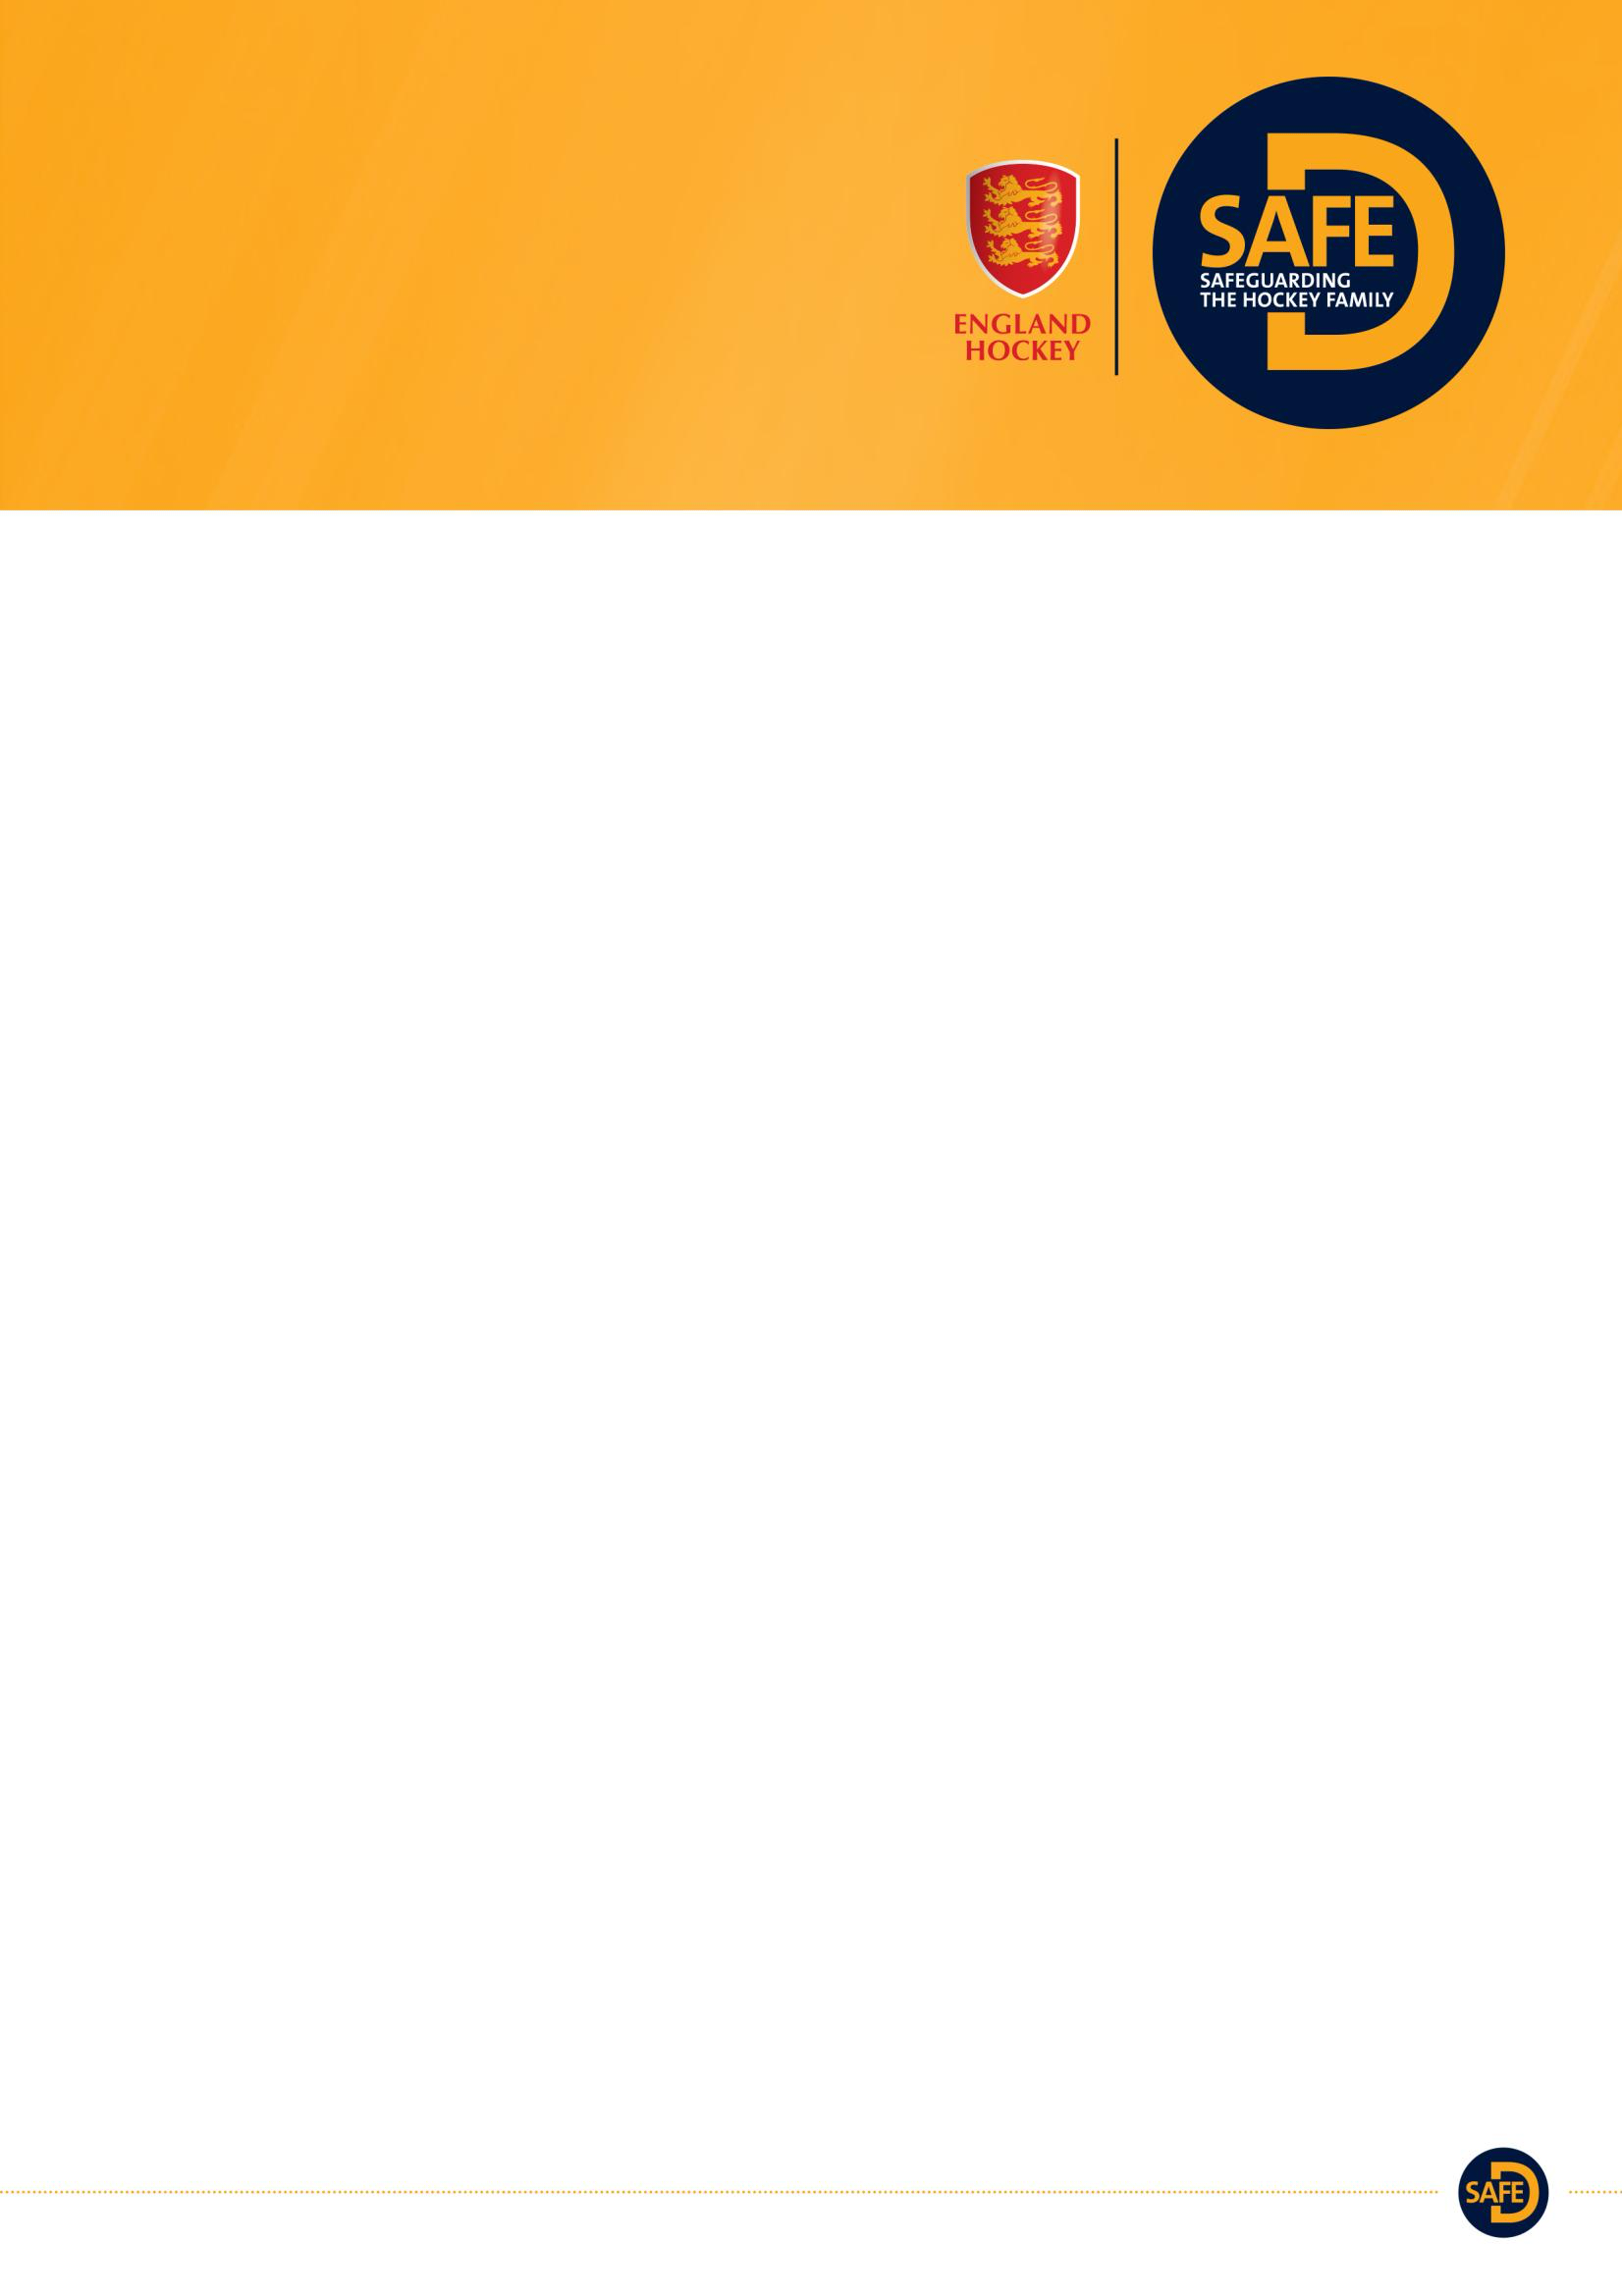 ENGLAND
HOCKEY
SAFE D
SAFEGUARDING
THE HOCKEY FAMILY
SAFE D